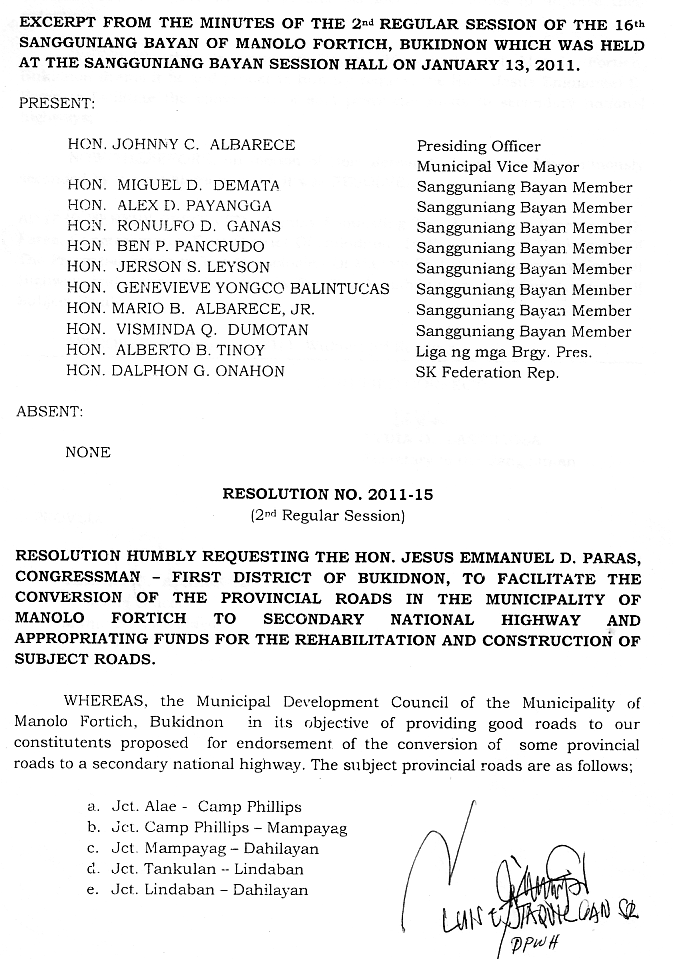 EXCERPT FROM THE MINUTES OF THE 2nd REGULAR SESSION OF THE 16th
SANGGUNIANG BAYAN OF MANOLO FORTICH, BUKIDNON WHICH WAS HELD
AT THE SANGGUNIANG BAYAN SESSION HALL ON JANUARY 13, 2011.
PRESENT:
HON. JOHNNY C. ALBARECE Presiding Officer
Municipal Vice Mayor
HON. MIGUEL D. DEMATA Sangguniang Bayan Member
HON. ALEX D. PAYANGGA Sangguniang Bayan Member
HON. RONULFO D. GANAS Sangguniang Bayan Member
HON. BEN P. PANCRUDO Sangguniang Bayan Member
HON. JERSON S. LEYSON Sangguniang Bayan Member
HON. GENEVIEVE YONGCO BALINTUCAS Sangguniang Bayan Member
HON. MARIO B. ALBARECE, JR. Sangguniang Bayan Member
HON. VISMINDA Q. DUMOTAN Sangguniang Bayan Member
HON. ALBERTO B. TINOY Liga ng mga Brgy. Pres.
HON. DALPHON G. ONAHON SK Federation Rep.
ABSENT:
NONE
RESOLUTION NO. 2011-15
(2nd Regular Session)
RESOLUTION HUMBLY REQUESTING THE HON. JESUS EMMANUEL D. PARAS,
CONGRESSMAN – FIRST DISTRICT OF BUKIDNON, TO FACILITATE THE
CONVERSION OF THE PROVINCIAL ROADS IN THE MUNICIPALITY OF
MANOLO FORTICH TO SECONDARY NATIONAL HIGHWAY AND
APPROPRIATING FUNDS FOR THE REHABILITATION AND CONSTRUCTION OF
SUBJECT ROADS.
WHEREAS, the Municipal Development Council of the Municipality of
Manolo Fortich, Bukidnon in its objective of providing good roads to our
constitutents proposed for endorsement of the conversion of some provincial
roads to a secondary national highway. The subject provincial roads are as follows;
a. Jct. Alae - Camp Phillips
b. Jct. Camp Phillips – Mampayag
c. Jct. Mampayag – Dahilayan
d. Jct. Tankulan – Lindaban
e. Jct. Lindaban – Dahilayan
DPWH